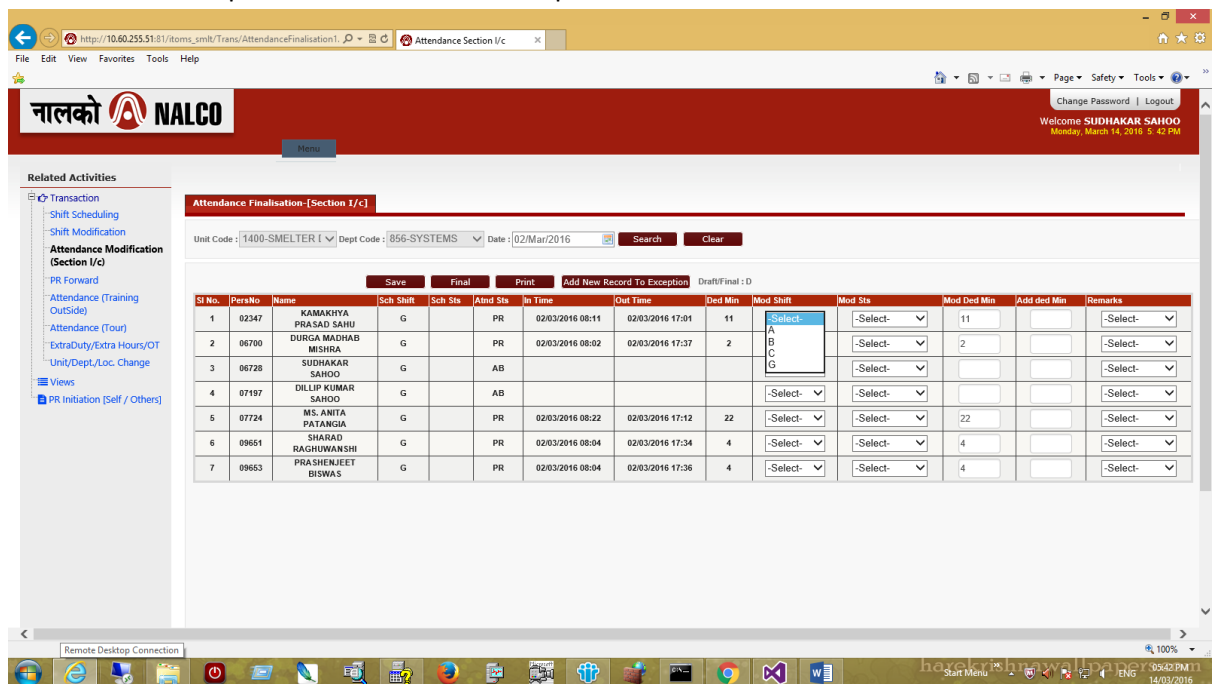 http://10.60.255.51:81/itoms_smlt/Trans/AttendanceFinalisation1.
Attendance Section I/c
File Edit View Favorites Tools Help
Page Safety Tools
नालको NALCO
Change Password | Logout
Welcome SUDHAKAR SAHOO
Monday, March 14, 2016 5: 42 PM
Menu
Related Activities
Transaction
Shift Scheduling
Shift Modification
Attendance Modification
(Section I/c)
PR Forward
Attendance (Training
OutSide)
Attendance (Tour)
ExtraDuty/Extra Hours/OT
Unit/Dept./Loc. Change
Views
PR Initiation [Self / Others]
Attendance Finalisation-[Section I/c]
Unit Code : 1400-SMELTER ( Dept Code : 856-SYSTEMS Date : 02/Mar/2016 Search Clear
Save Final Print Add New Record To Exception Draft/Final : D
Sl No. PersNo Name Sch Shift Sch Sts Atnd Sts In Time Out Time Ded Min Mod Shift Mod Sts Mod Ded Min Add ded Min Remarks
1 02347 KAMAKHYA PRASAD SAHU G PR 02/03/2016 08:11 02/03/2016 17:01 11 -Select- -Select- 11 -Select-
A
B
C
G
2 06700 DURGA MADHAB MISHRA G PR 02/03/2016 08:02 02/03/2016 17:37 2 -Select- 2 -Select-
3 06728 SUDHAKAR SAHOO G AB -Select- -Select-
4 07197 DILLIP KUMAR SAHOO G AB -Select- -Select- -Select-
5 07724 MS. ANITA PATANGIA G PR 02/03/2016 08:22 02/03/2016 17:12 22 -Select- -Select- 22 -Select-
6 09651 SHARAD RAGHUWANSHI G PR 02/03/2016 08:04 02/03/2016 17:34 4 -Select- -Select- 4 -Select-
7 09653 PRASHENJEET BISWAS G PR 02/03/2016 08:04 02/03/2016 17:36 4 -Select- -Select- 4 -Select-
100%
Remote Desktop Connection
harekrishnawallpapers
Start Menu ENG 05:42 PM
14/03/2016